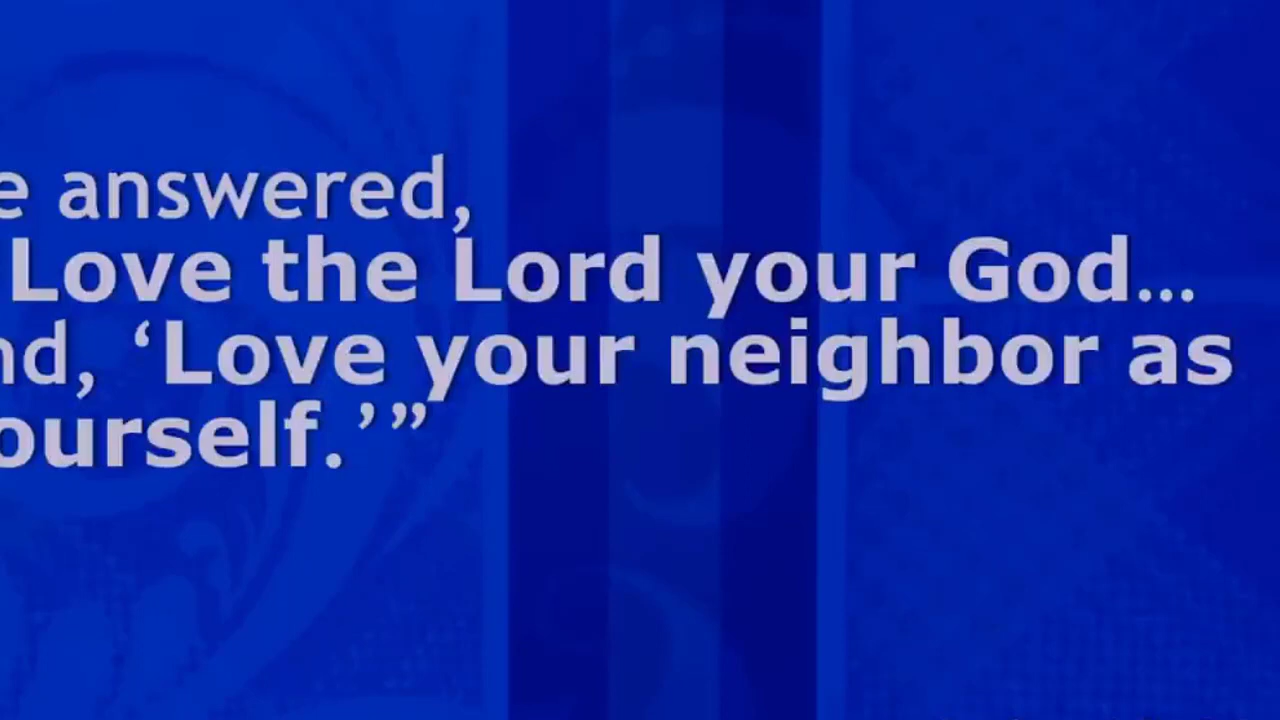 e answered,
Love the Lord your God...
nd, ‘Love your neighbor as
ourself.’”